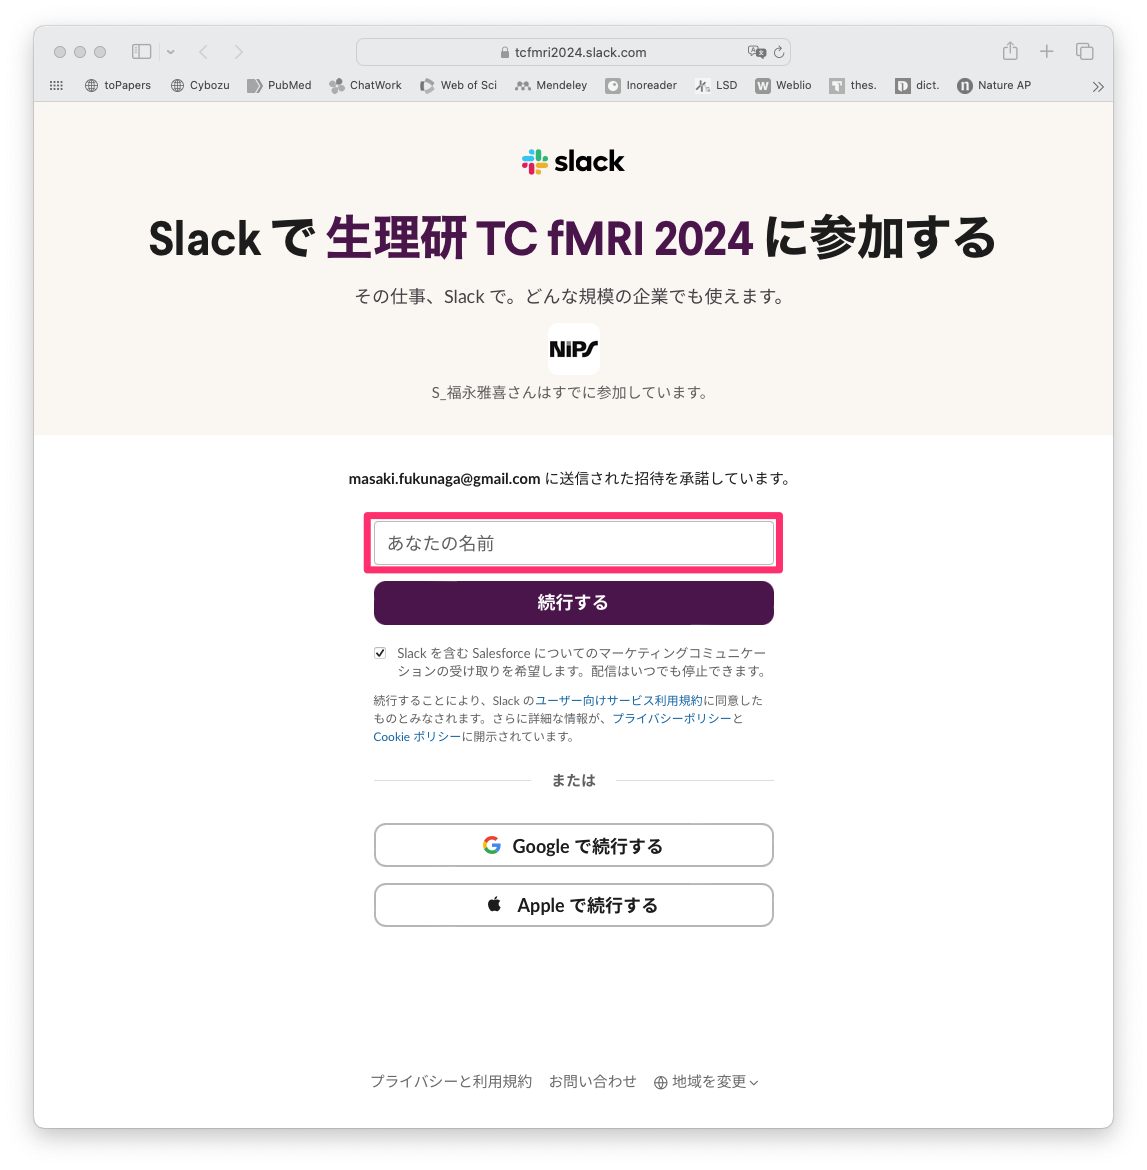 tcfmri2024.slack.com
toPapers Cybozu PubMed ChatWork Web of Sci Mendeley Inoreader LSD Weblio thes. dict. Nature AP
slack
Slack で 生理研 TC fMRI 2024 に参加する
その仕事、Slack で。どんな規模の企業でも使えます。
NiPS
S_福永雅喜さんはすでに参加しています。
masaki.fukunaga@gmail.com に送信された招待を承諾しています。
あなたの名前
続行する
Slack を含む Salesforce についてのマーケティングコミュニケー
ションの受け取りを希望します。配信はいつでも停止できます。
続行することにより、Slack のユーザー向けサービス利用規約に同意した
ものとみなされます。さらに詳細な情報が、プライバシーポリシーと
Cookie ポリシーに開示されています。
または
Google で続行する
Apple で続行する
プライバシーと利用規約 お問い合わせ 地域を変更